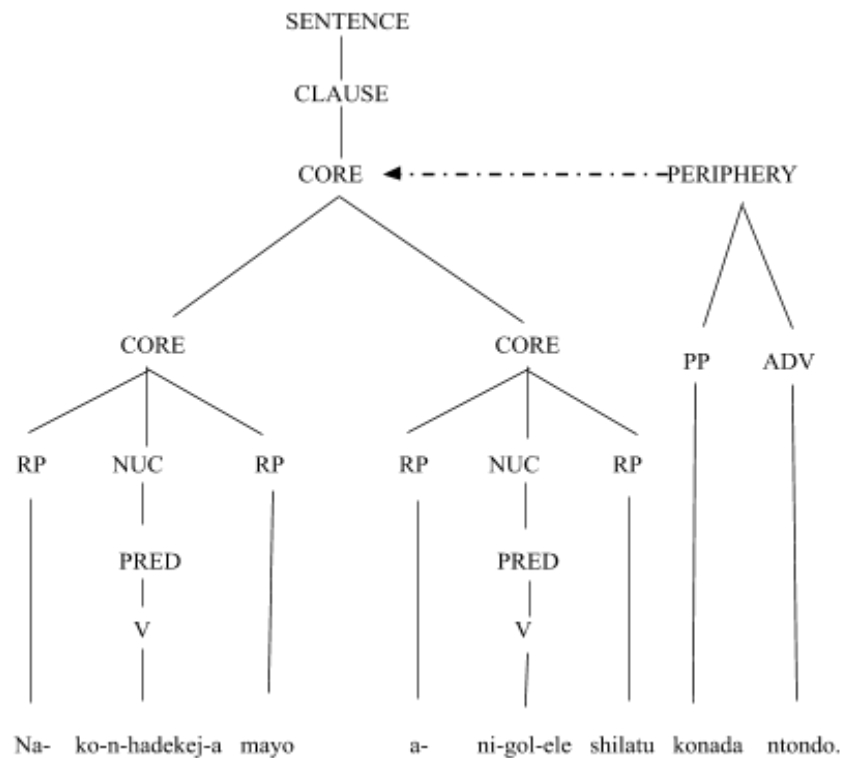 SENTENCE
CLAUSE
CORE PERIPHERY
CORE CORE PP ADV
RP NUC RP RP NUC RP
PRED PRED
V V
Na- ko-n-hadekej-a mayo a- ni-gol-ele shilatu konada ntondo.